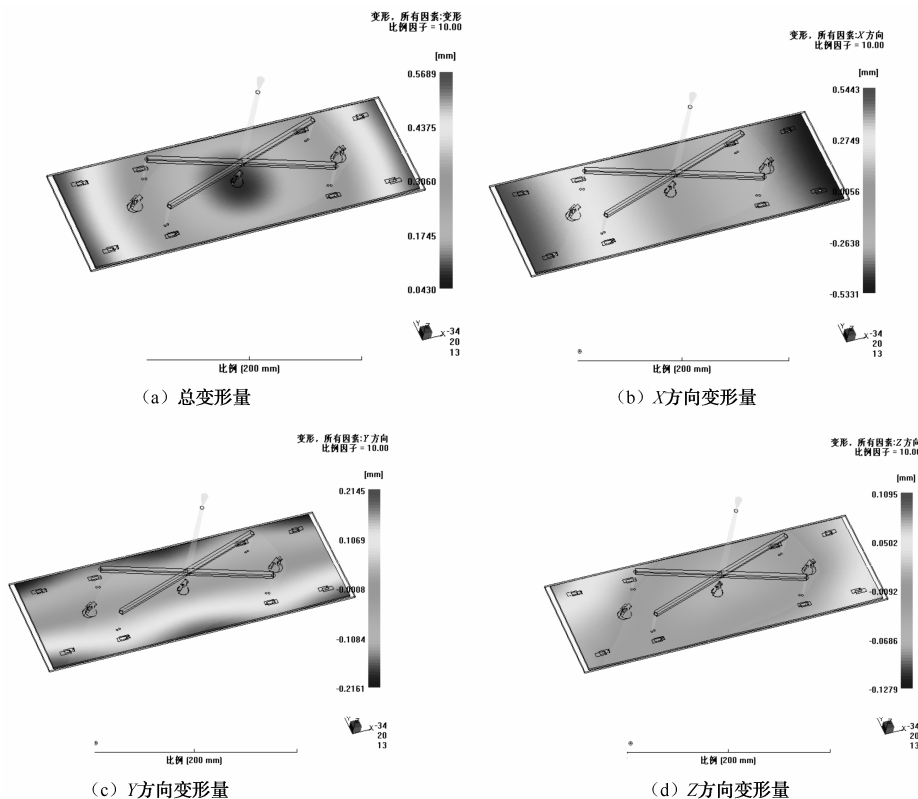 变形，所有因素:变形
比例因子 = 10.00
[mm]
0.5689
0.4375
0.3060
0.1745
0.0430
Y
Z
X
-34
20
13
比例 (200 mm)
（a）总变形量
变形，所有因素:X方向
比例因子 = 10.00
[mm]
0.5443
0.2749
0.0056
-0.2638
-0.5331
Y
Z
X
-34
20
13
比例 (200 mm)
（b）X方向变形量
变形，所有因素:Y方向
比例因子 = 10.00
[mm]
0.2145
0.1069
-0.0008
-0.1084
-0.2161
Y
Z
X
-34
20
13
比例 (200 mm)
（c）Y方向变形量
变形，所有因素:Z方向
比例因子 = 10.00
[mm]
0.1095
0.0502
-0.0092
-0.0686
-0.1279
Y
Z
X
-34
20
13
比例 (200 mm)
（d）Z方向变形量